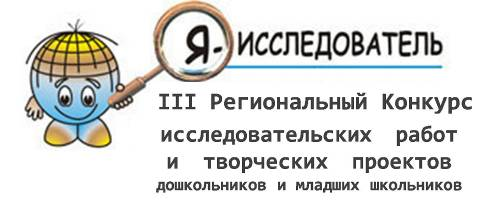 Я-ИССЛЕДОВАТЕЛЬ
III Региональный Конкурс
исследовательских работ
и творческих проектов
дошкольников и младших школьников